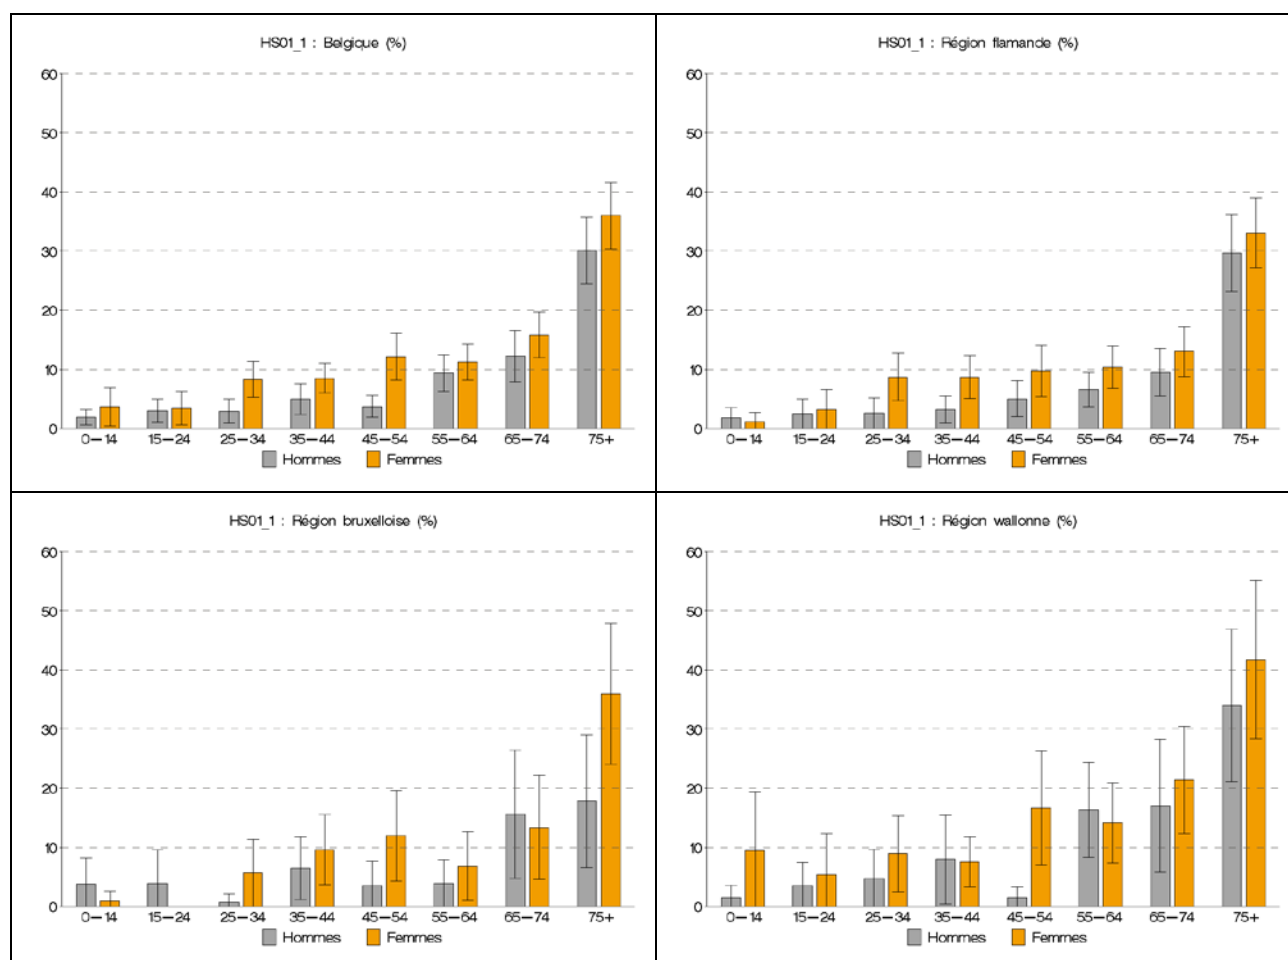 HS01_1 : Belgique (%)
60
50
40
30
20
10
0
0-14 15-24 25-34 35-44 45-54 55-64 65-74 75+
Hommes Femmes
HS01_1 : Région flamande (%)
60
50
40
30
20
10
0
0-14 15-24 25-34 35-44 45-54 55-64 65-74 75+
Hommes Femmes
HS01_1 : Région bruxelloise (%)
60
50
40
30
20
10
0
0-14 15-24 25-34 35-44 45-54 55-64 65-74 75+
Hommes Femmes
HS01_1 : Région wallonne (%)
60
50
40
30
20
10
0
0-14 15-24 25-34 35-44 45-54 55-64 65-74 75+
Hommes Femmes